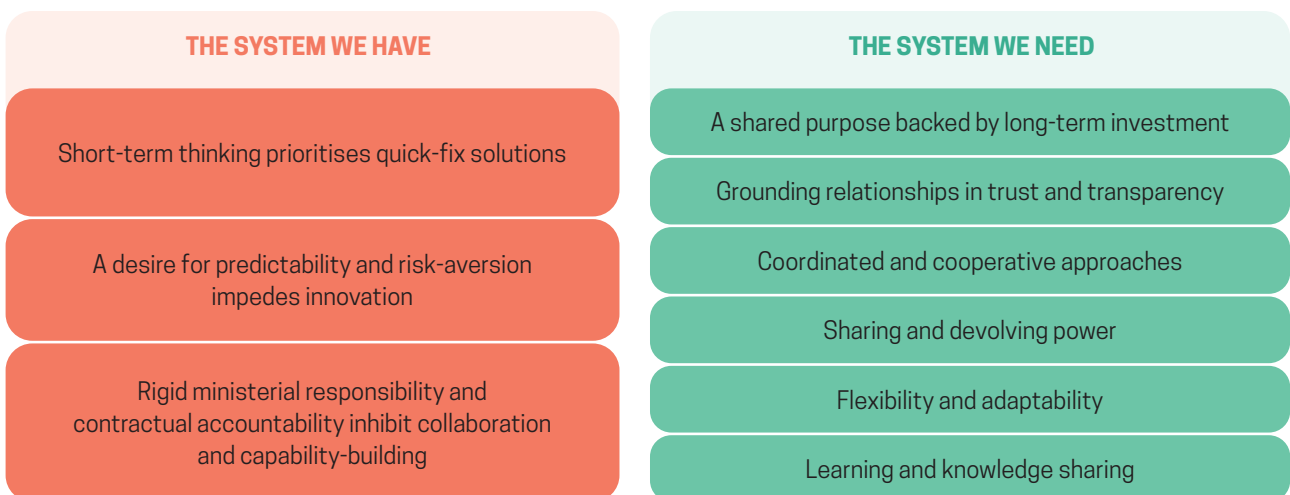 THE SYSTEM WE HAVE
Short-term thinking prioritises quick-fix solutions
A desire for predictability and risk-aversion
impedes innovation
Rigid ministerial responsibility and
contractual accountability inhibit collaboration
and capability-building
THE SYSTEM WE NEED
A shared purpose backed by long-term investment
Grounding relationships in trust and transparency
Coordinated and cooperative approaches
Sharing and devolving power
Flexibility and adaptability
Learning and knowledge sharing